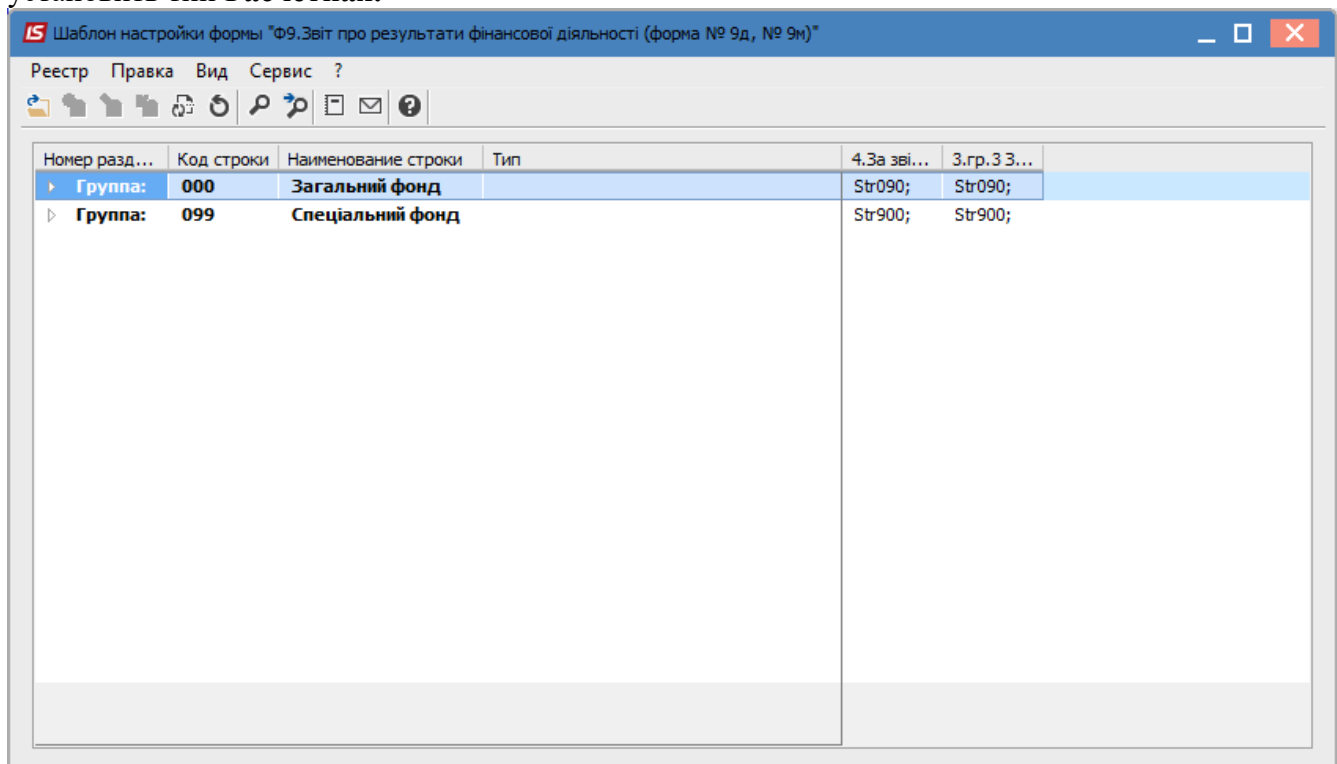 Шаблон настройки формы "Ф9.Звіт про результати фінансової діяльності (форма № 9д, № 9м)"
Реестр Правка Вид Сервис ?
Номер разд... Код строки Наименование строки Тип 4.За зві... 3.гр.3 З...
Группа: 000 Загальний фонд Str090; Str090;
Группа: 099 Спеціальний фонд Str900; Str900;